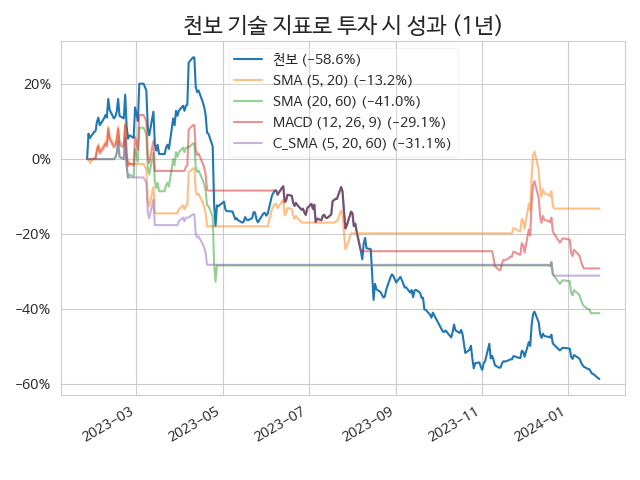 천보 기술 지표로 투자 시 성과 (1년)
천보 (−58.6%)
SMA (5, 20) (−13.2%)
SMA (20, 60) (−41.0%)
MACD (12, 26, 9) (−29.1%)
C_SMA (5, 20, 60) (−31.1%)
20%
0%
−20%
−40%
−60%
2023−03
2023−05
2023−07
2023−09
2023−11
2024−01